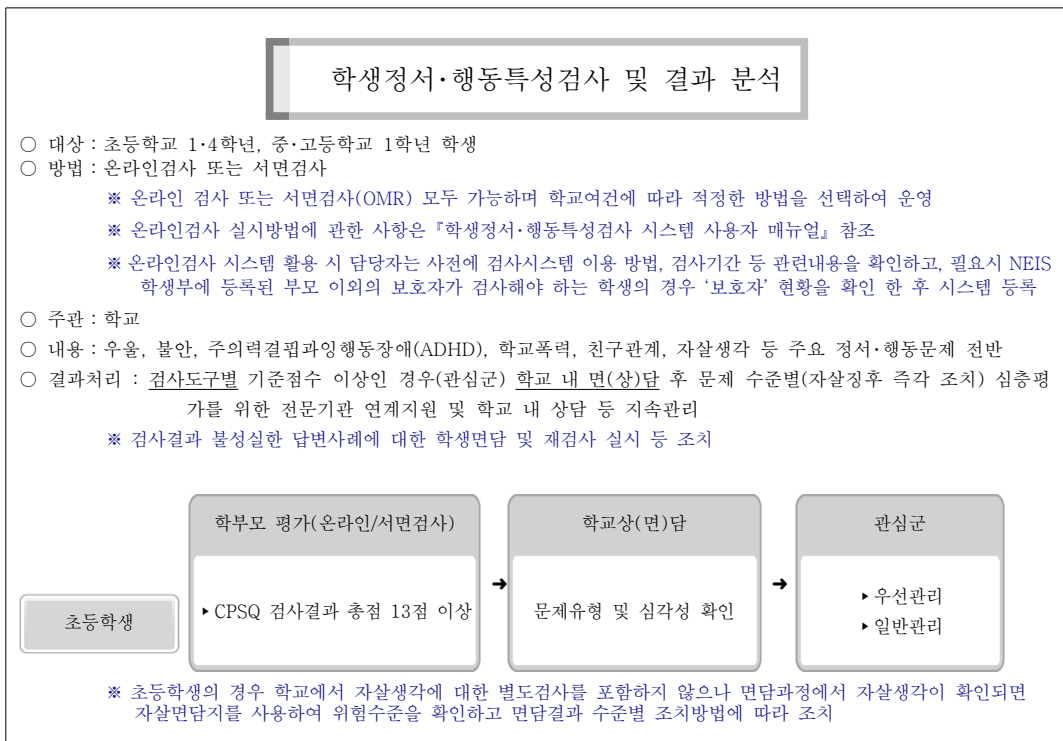 학생정서·행동특성검사 및 결과 분석
○ 대상 : 초등학교 1·4학년, 중·고등학교 1학년 학생
○ 방법 : 온라인검사 또는 서면검사
※ 온라인 검사 또는 서면검사(OMR) 모두 가능하며 학교여건에 따라 적정한 방법을 선택하여 운영
※ 온라인검사 실시방법에 관한 사항은 『학생정서·행동특성검사 시스템 사용자 매뉴얼』 참조
※ 온라인검사 시스템 활용 시 담당자는 사전에 검사시스템 이용 방법, 검사기간 등 관련내용을 확인하고, 필요시 NEIS
학생부에 등록된 부모 이외의 보호자가 검사해야 하는 학생의 경우 ‘보호자’ 현황을 확인 한 후 시스템 등록
○ 주관 : 학교
○ 내용 : 우울, 불안, 주의력결핍과잉행동장애(ADHD), 학교폭력, 친구관계, 자살생각 등 주요 정서·행동문제 전반
○ 결과처리 : 검사도구별 기준점수 이상인 경우(관심군) 학교 내 면(상)담 후 문제 수준별(자살징후 즉각 조치) 심층평
가를 위한 전문기관 연계지원 및 학교 내 상담 등 지속관리
※ 검사결과 불성실한 답변사례에 대한 학생면담 및 재검사 실시 등 조치
초등학생
학부모 평가(온라인/서면검사)
▸CPSQ 검사결과 총점 13점 이상
➜
학교상(면)담
문제유형 및 심각성 확인
➜
관심군
▸우선관리
▸일반관리
※ 초등학생의 경우 학교에서 자살생각에 대한 별도검사를 포함하지 않으나 면담과정에서 자살생각이 확인되면
자살면담지를 사용하여 위험수준을 확인하고 면담결과 수준별 조치방법에 따라 조치